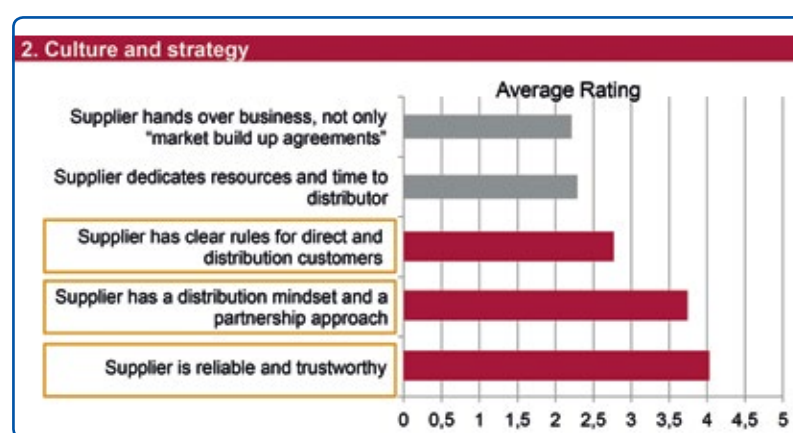 2. Culture and strategy
Average Rating
Supplier hands over business, not only
"market build up agreements"
Supplier dedicates resources and time to
distributor
Supplier has clear rules for direct and
distribution customers
Supplier has a distribution mindset and a
partnership approach
Supplier is reliable and trustworthy
0 0,5 1 1,5 2 2,5 3 3,5 4 4,5 5